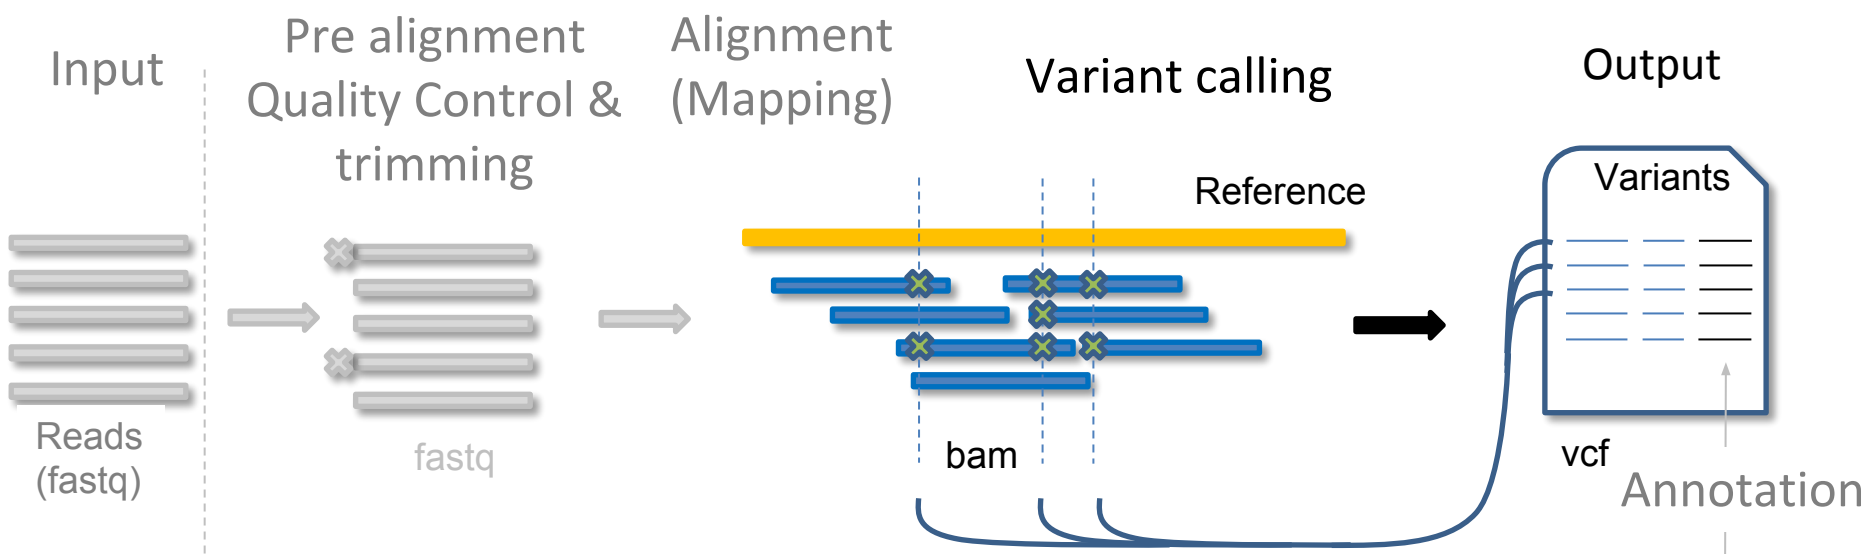 Input
Pre alignment
Quality Control &
trimming
Alignment
(Mapping)
Variant calling
Output
Reference
Variants
Reads
(fastq)
fastq
bam
vcf
Annotation